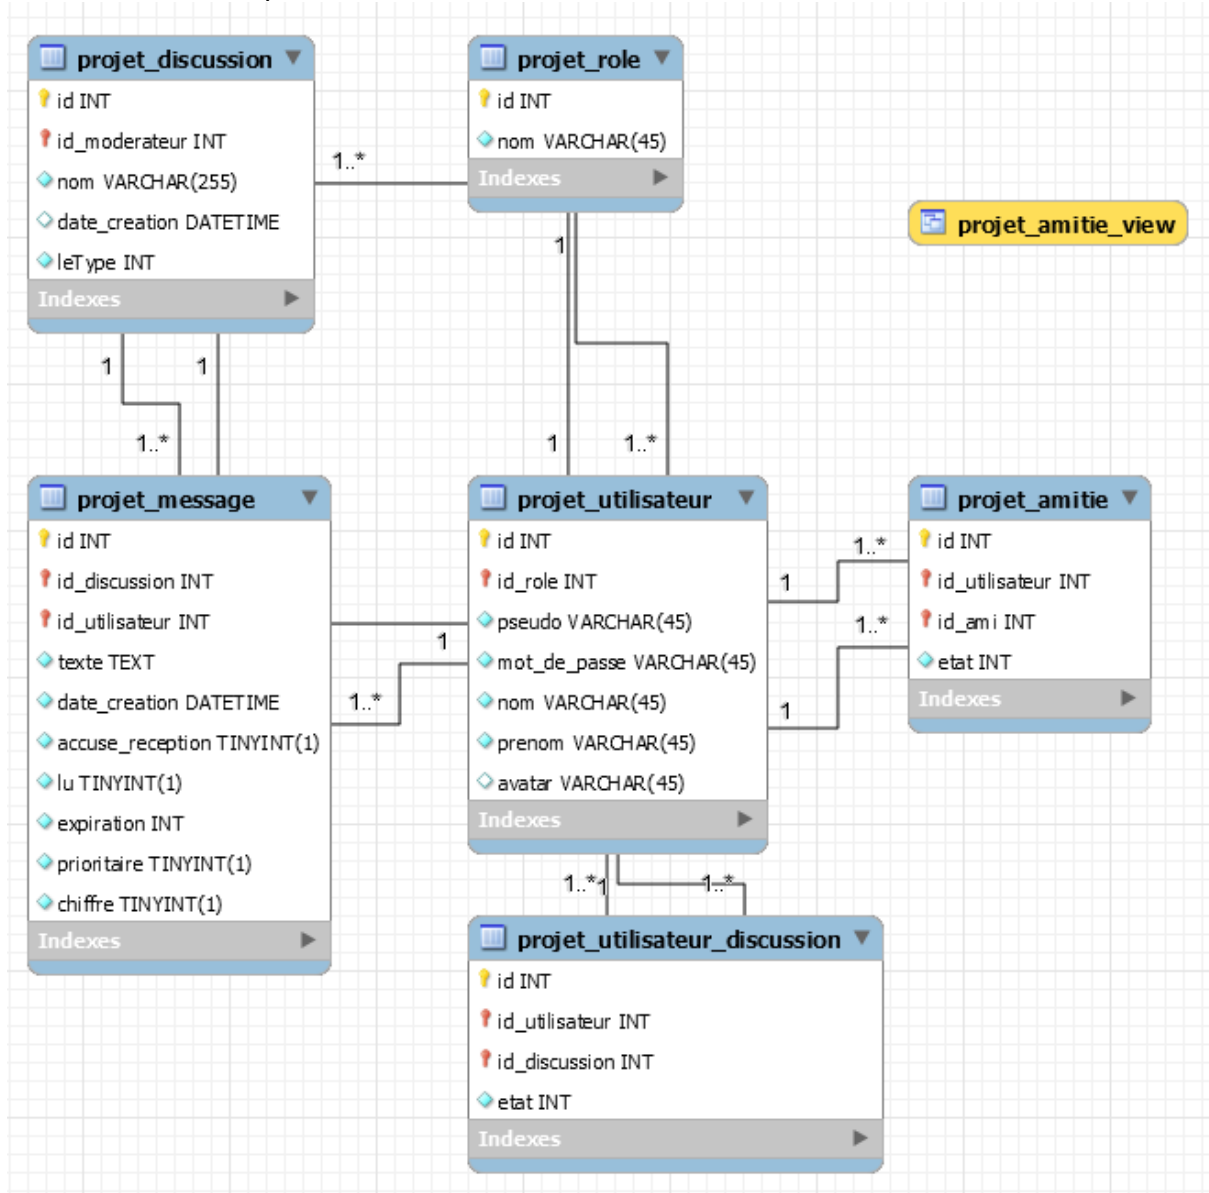 projet_discussion
id INT
id_moderateur INT
nom VARCHAR(255)
date_creation DATETIME
leType INT
Indexes
1..*
projet_role
id INT
nom VARCHAR(45)
Indexes
projet_amitie_view
1
1
1..*
1
1
1..*
projet_message
id INT
id_discussion INT
id_utilisateur INT
texte TEXT
date_creation DATETIME
accuse_reception TINYINT(1)
lu TINYINT(1)
expiration INT
prioritaire TINYINT(1)
chiffre TINYINT(1)
Indexes
1
1..*
projet_utilisateur
id INT
id_role INT
pseudo VARCHAR(45)
mot_de_passe VARCHAR(45)
nom VARCHAR(45)
prenom VARCHAR(45)
avatar VARCHAR(45)
Indexes
1..*
1
1..*
1
projet_amitie
id INT
id_utilisateur INT
id_ami INT
etat INT
Indexes
1..*1
1..*
projet_utilisateur_discussion
id INT
id_utilisateur INT
id_discussion INT
etat INT
Indexes